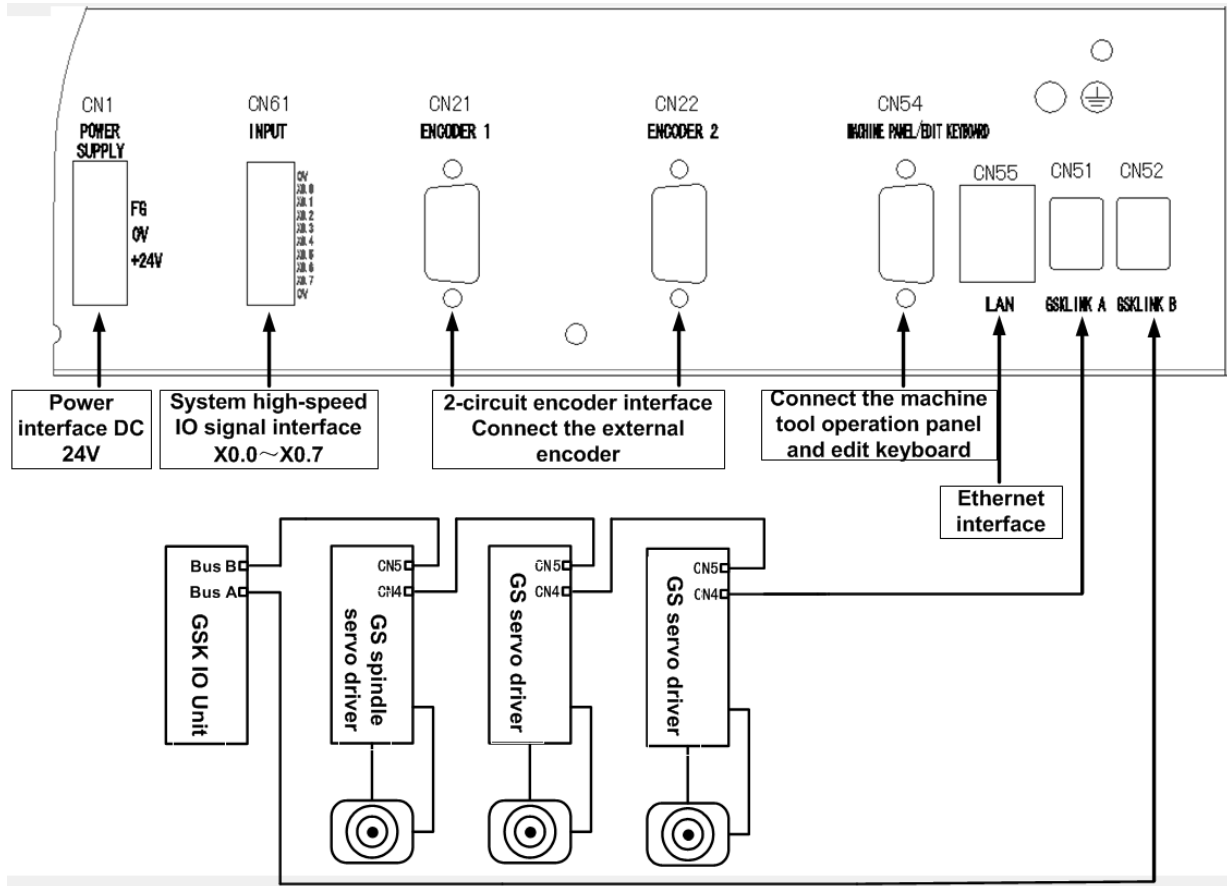 CN1
POWER
SUPPLY
FG
0V
+24V
CN61
INPUT
0V
X0.0
X0.1
X0.2
X0.3
X0.4
X0.5
X0.6
X0.7
0V
CN21
ENCODER 1
CN22
ENCODER 2
CN54
MACHINE PANEL/EDIT KEYBOARD
CN55
LAN
CN51
GSKLINK A
CN52
GSKLINK B
Power
interface DC
24V
System high-speed
IO signal interface
X0.0～X0.7
2-circuit encoder interface
Connect the external
encoder
Connect the machine
tool operation panel
and edit keyboard
Ethernet
interface
Bus B
Bus A
GSK IO Unit
CN5
CN4
GS spindle
servo driver
CN5
CN4
GS servo driver
CN5
CN4
GS servo driver